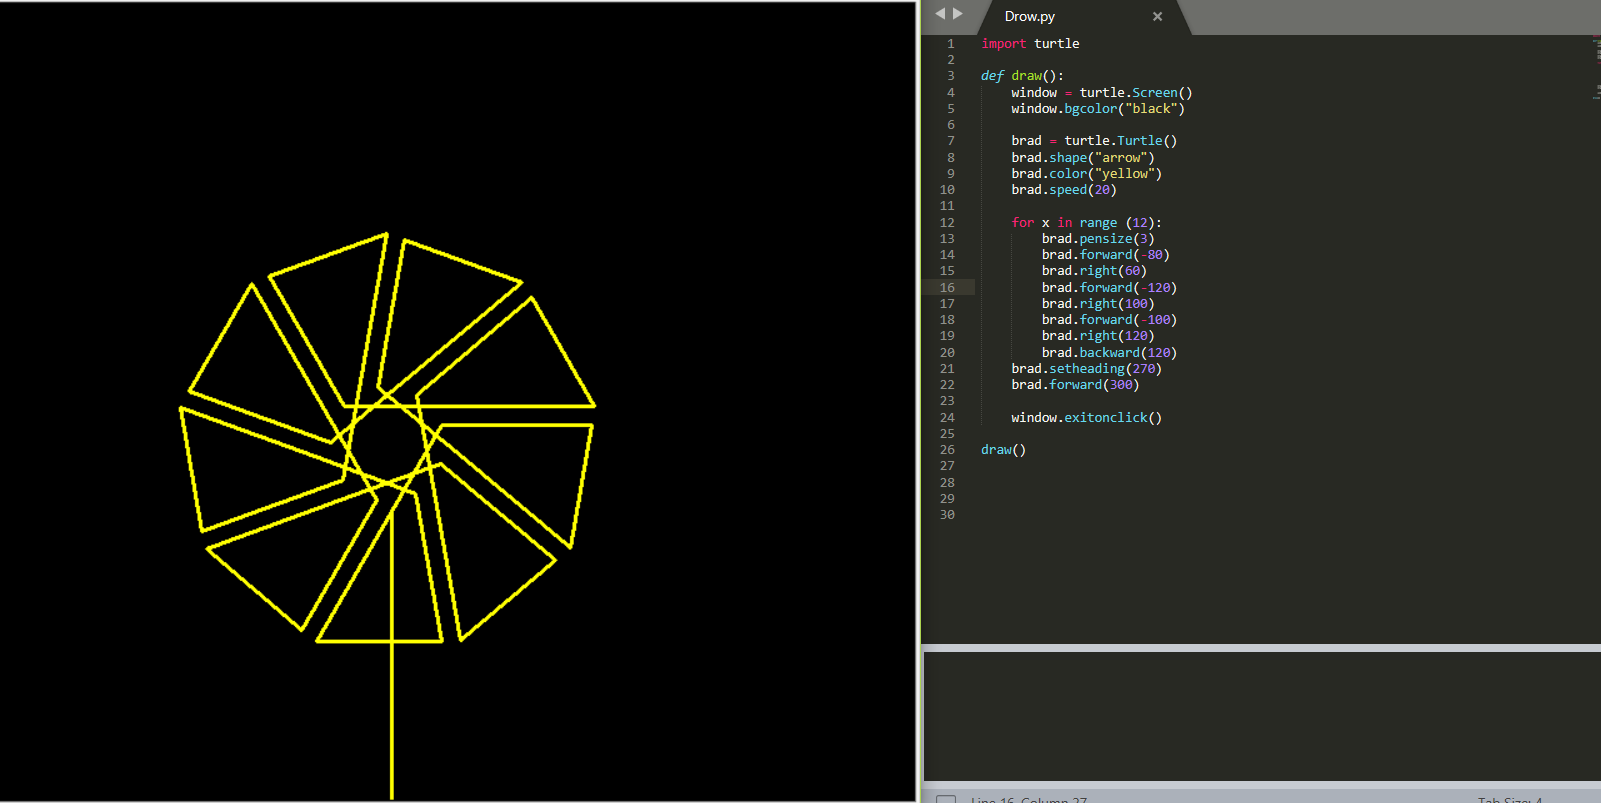 Drow.py
1 import turtle
2
3 def draw():
4 window = turtle.Screen()
5 window.bgcolor("black")
6
7 brad = turtle.Turtle()
8 brad.shape("arrow")
9 brad.color("yellow")
10 brad.speed(20)
11
12 for x in range (12):
13 brad.pensize(3)
14 brad.forward(-80)
15 brad.right(60)
16 brad.forward(-120)
17 brad.right(100)
18 brad.forward(-100)
19 brad.right(120)
20 brad.backward(120)
21 brad.setheading(270)
22 brad.forward(300)
23
24 window.exitonclick()
25
26 draw()
27
28
29
30
Line 16, Column 27 Tab Size: 4